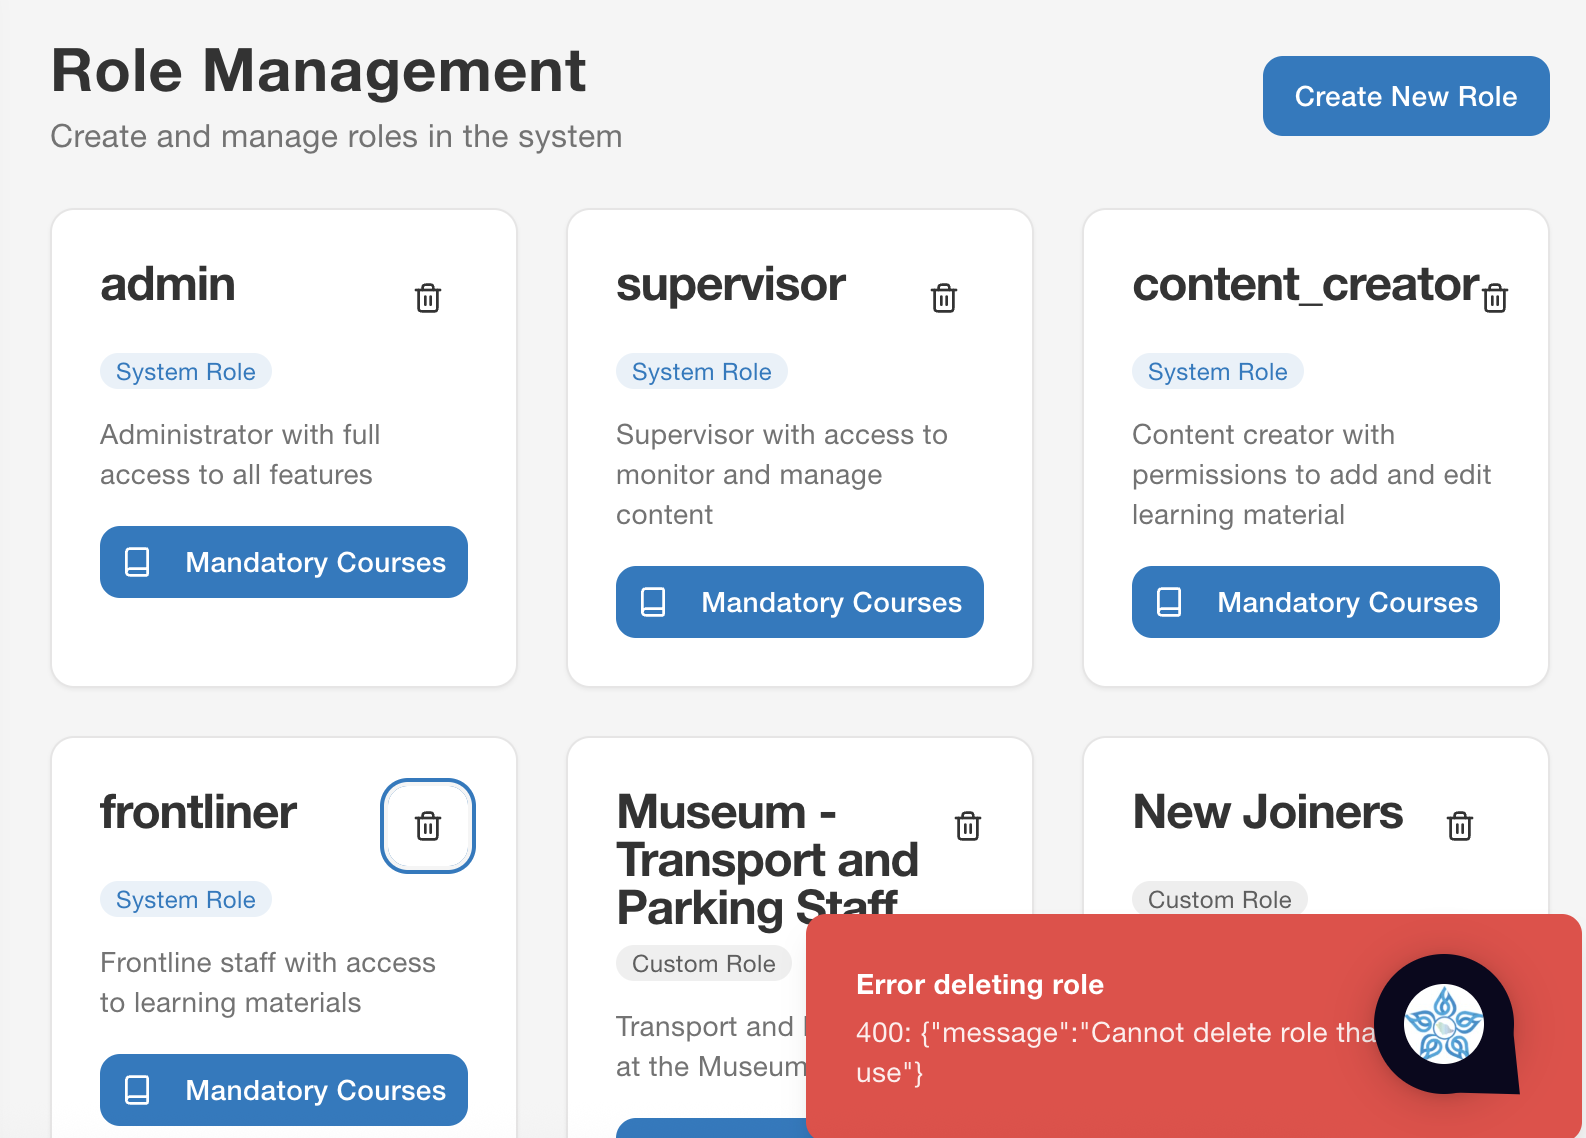 Role Management
Create New Role
Create and manage roles in the system
admin
System Role
Administrator with full
access to all features
Mandatory Courses
supervisor
System Role
Supervisor with access to
monitor and manage
content
Mandatory Courses
content_creator
System Role
Content creator with
permissions to add and edit
learning material
Mandatory Courses
frontliner
System Role
Frontline staff with access
to learning materials
Mandatory Courses
Museum -
Transport and
Parking Staff
Custom Role
Transport and
at the Museum
New Joiners
Custom Role
Error deleting role
400: {"message":"Cannot delete role
use"}